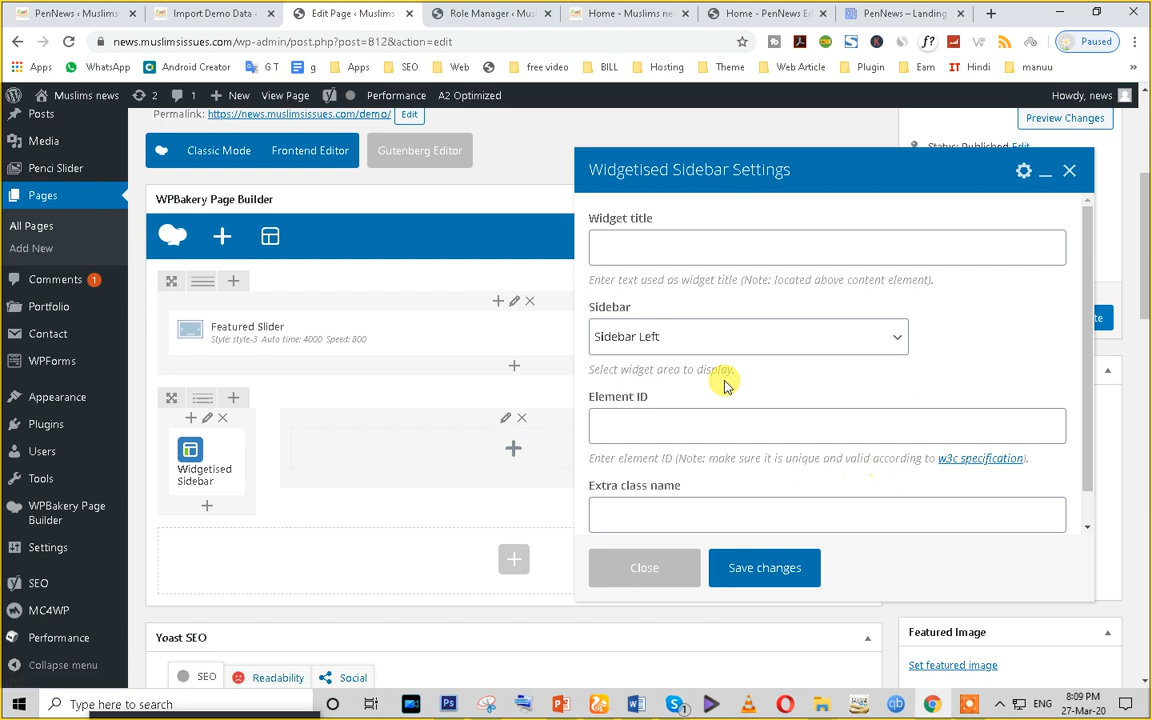 PenNews ‹ Muslims n
Import Demo Data ‹
Edit Page ‹ Muslims
Role Manager ‹ Mus
Home - Muslims ne
Home - PenNews Ed
PenNews – Landing
news.muslimsissues.com/wp-admin/post.php?post=812&action=edit
Paused
Apps
WhatsApp
Android Creator
G T
g
Apps
SEO
Web
free video
BILL
Hosting
Theme
Web Article
Plugin
Earn
IT Hindi
manuu
Muslims news
2
1
New
View Page
Performance
A2 Optimized
Howdy, news
Posts
Media
Penci Slider
Pages
All Pages
Add New
Comments 1
Portfolio
Contact
WPForms
Appearance
Plugins
Users
Tools
WPBakery Page
Builder
Settings
SEO
MC4WP
Performance
Collapse menu
Permalink: https://news.muslimsissues.com/demo/ Edit
Classic Mode
Frontend Editor
Gutenberg Editor
Preview Changes
Status: Published Edit
WPBakery Page Builder
Featured Slider
Style: style-3 Auto time: 4000 Speed: 800
Widgetised
Sidebar
Widgetised Sidebar Settings
Widget title
Enter text used as widget title (Note: located above content element).
Sidebar
Sidebar Left
Select widget area to display.
Element ID
Enter element ID (Note: make sure it is unique and valid according to w3c specification).
Extra class name
Close
Save changes
Yoast SEO
SEO
Readability
Social
Featured Image
Set featured image
Type here to search
ENG
8:09 PM
27-Mar-20